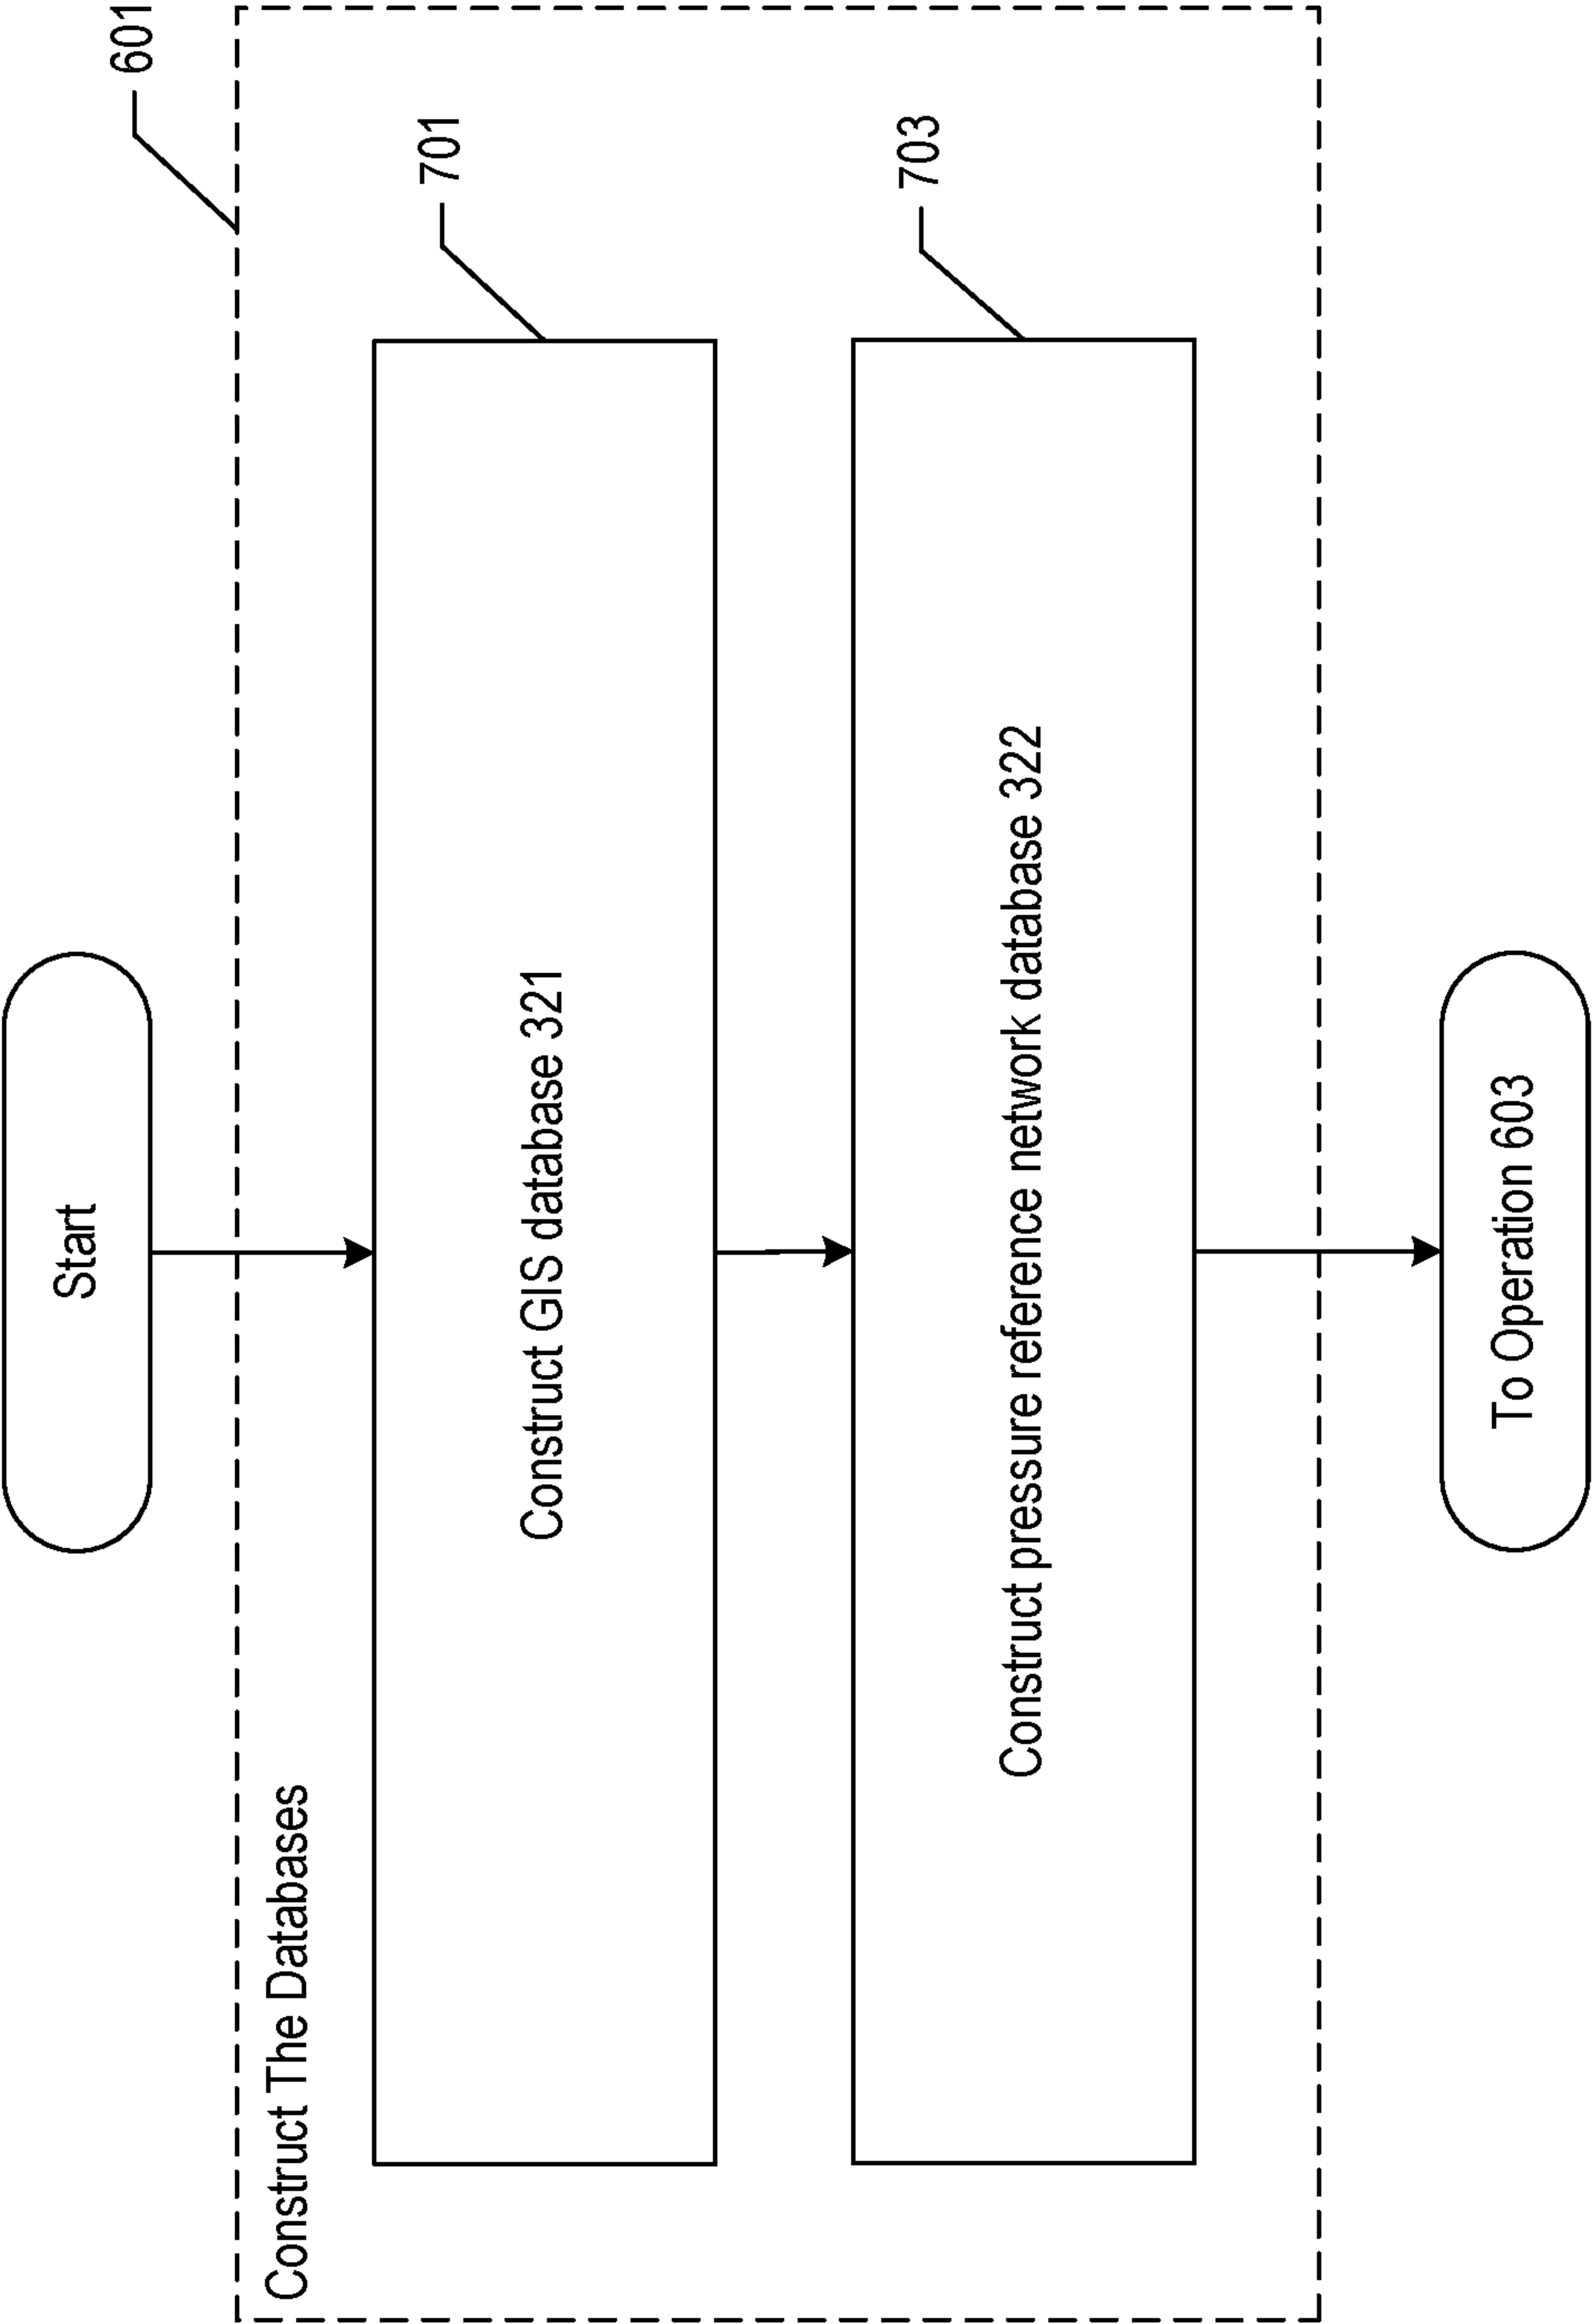 Start
601
Construct The Databases
701
Construct GIS database 321
703
Construct pressure reference network database 322
To Operation 603